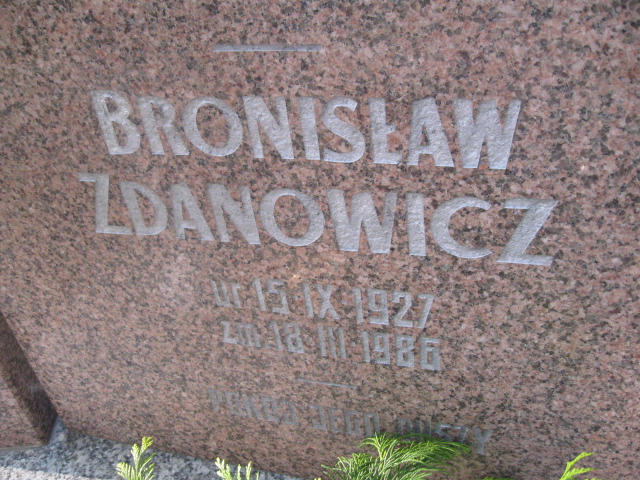 BRONISŁAW
ZDANOWICZ
ur 15 IX 1927
zm 18 III 1986
POKÓJ JEGO DUSZY